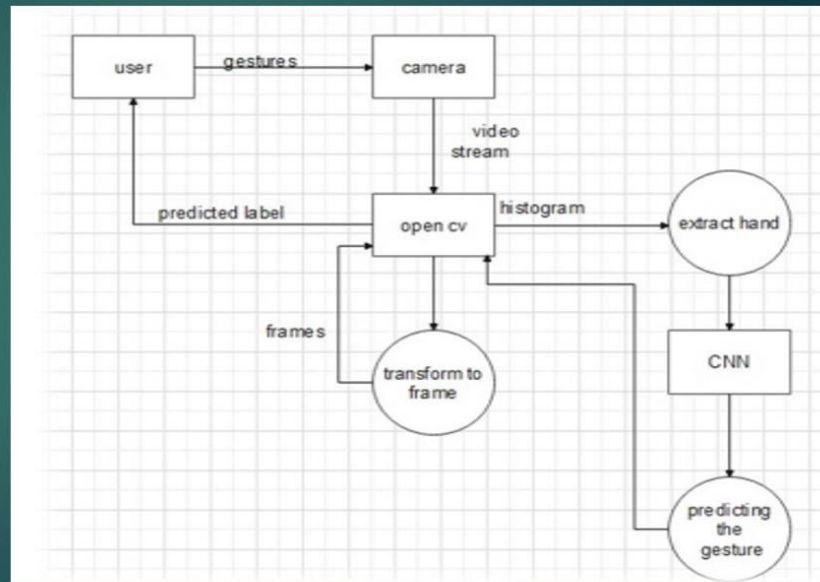 user
gestures
camera
video
stream
predicted label
open cv
histogram
extract hand
frames
transform to
frame
CNN
predicting
the
gesture